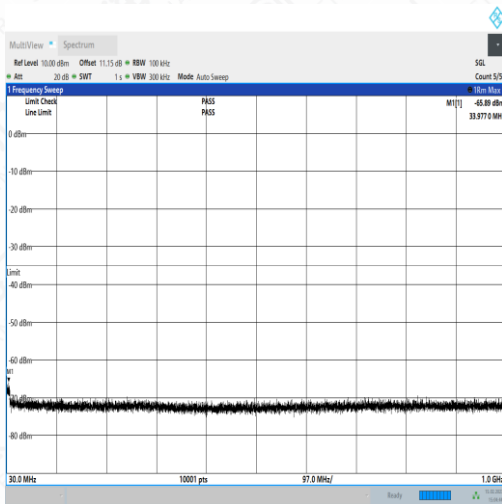 MultiView Spectrum
Ref Level 10.00 dBm Offset 11.15 dB RBW 100 kHz SGL
Att 20 dB SWT 1 s VBW 300 kHz Mode Auto Sweep Count 5/5
1 Frequency Sweep 1Rm Max
Limit Check PASS M1[1] -65.89 dBm
Line Limit PASS 33.9770 MH
0 dBm
-10 dBm
-20 dBm
-30 dBm
Limit
-40 dBm
-50 dBm
-60 dBm
M1
-70 dBm
-80 dBm
30.0 MHz 10001 pts 97.0 MHz/ 1.0 GHz
Ready